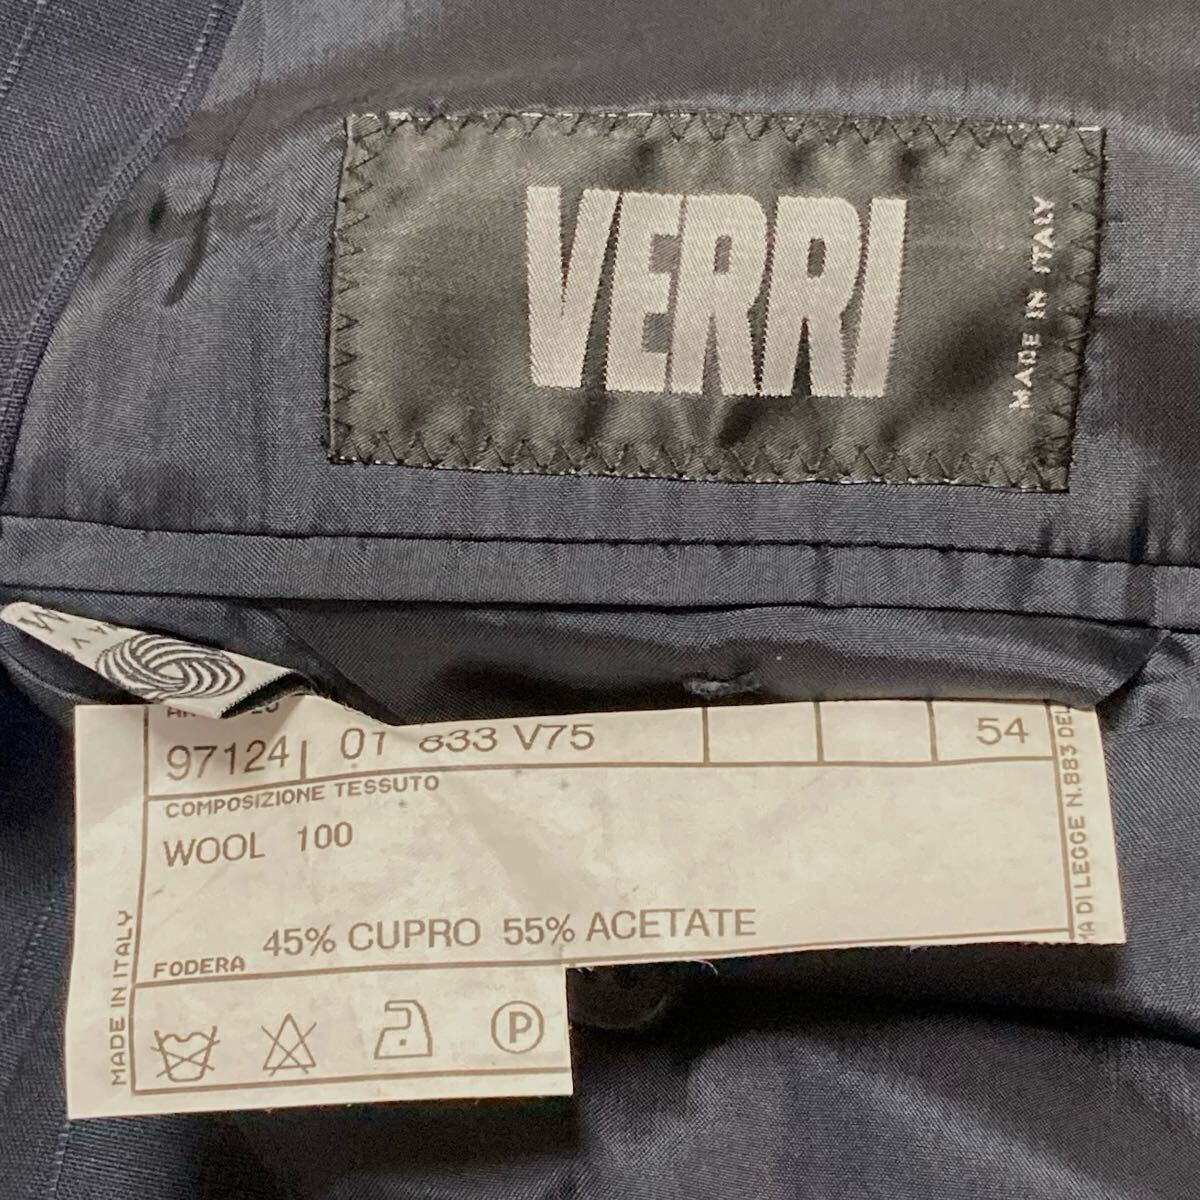 VERRI
MADE IN ITALY
97124 01 833 V75 54
COMPOSIZIONE TESSUTO
WOOL 100
45% CUPRO 55% ACETATE
FODERA
MADE IN ITALY
DI LEGGE N.883 DEL
P